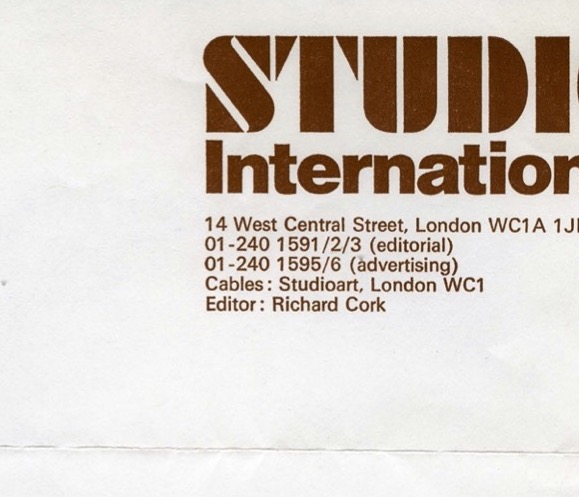 STUDI
Internation
14 West Central Street, London WC1A 1J
01-240 1591/2/3 (editorial)
01-240 1595/6 (advertising)
Cables: Studioart, London WC1
Editor: Richard Cork